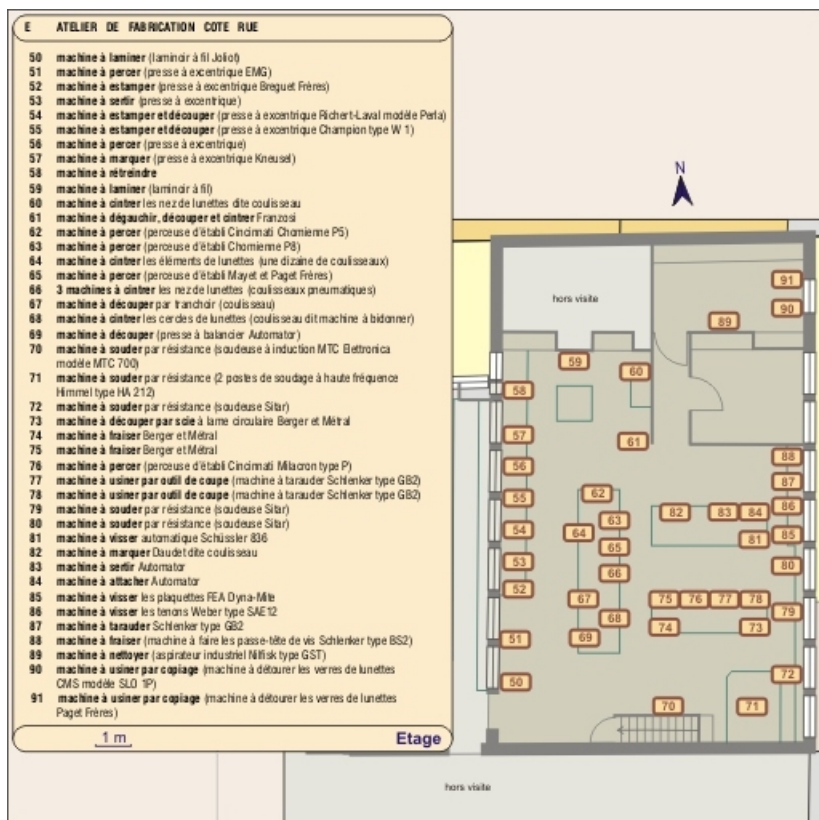 E ATELIER DE FABRICATION COTE RUE
50 machine à laminer (laminoir à fil Joliot)
51 machine à percer (presse à excentrique EMG)
52 machine à estamper (presse à excentrique Breguet Frères)
53 machine à sertir (presse à excentrique)
54 machine à estamper et découper (presse à excentrique Richert-Laval modèle Perla)
55 machine à estamper et découper (presse à excentrique Champion type W 1)
56 machine à percer (presse à excentrique)
57 machine à marquer (presse à excentrique Kneusel)
58 machine à rétreindre
59 machine à laminer (laminoir à fil)
60 machine à cintrer les nez de lunettes dite coulisseau
61 machine à dégauchir, découper et cintrer Franzosi
62 machine à percer (perceuse d'établi Cincinnati Chomienne P5)
63 machine à percer (perceuse d'établi Chomienne P8)
64 machine à cintrer les éléments de lunettes (une dizaine de coulisseaux)
65 machine à percer (perceuse d'établi Mayet et Paget Frères)
66 3 machines à cintrer les nez de lunettes (coulisseaux pneumatiques)
67 machine à découper par tranchoir (coulisseau)
68 machine à cintrer les cercles de lunettes (coulisseau dit machine à bidonner)
69 machine à découper (presse à balancier Automator)
70 machine à souder par résistance (soudeuse à induction MTC Elettronica
modèle MTC 700)
71 machine à souder par résistance (2 postes de soudage à haute fréquence
Himmel type HA 212)
72 machine à souder par résistance (soudeuse Sitar)
73 machine à découper par scie à lame circulaire Berger et Métral
74 machine à fraiser Berger et Métral
75 machine à fraiser Berger et Métral
76 machine à percer (perceuse d'établi Cincinnati Milacron type P)
77 machine à usiner par outil de coupe (machine à tarauder Schlenker type GB2)
78 machine à usiner par outil de coupe (machine à tarauder Schlenker type GB2)
79 machine à souder par résistance (soudeuse Sitar)
80 machine à souder par résistance (soudeuse Sitar)
81 machine à visser automatique Schüssler 836
82 machine à marquer Daudet dite coulisseau
83 machine à sertir Automator
84 machine à attacher Automator
85 machine à visser les plaquettes FEA Dyna-Mite
86 machine à visser les tenons Weber type SAE12
87 machine à tarauder Schlenker type GB2
88 machine à fraiser (machine à faire les passe-tête de vis Schlenker type BS2)
89 machine à nettoyer (aspirateur industriel Nilfisk type GST)
90 machine à usiner par copiage (machine à détourer les verres de lunettes
CMS modèle SLO 1P)
91 machine à usiner par copiage (machine à détourer les verres de lunettes
Paget Frères)
1 m Etage
N
hors visite
91
90
89
59
60
58
57
61
56
88
87
55
62
86
82 83 84
63
54
64
85
81
65
53
80
66
52
67
75 76 77 78
79
68
74
73
51
69
72
50
70
71
hors visite